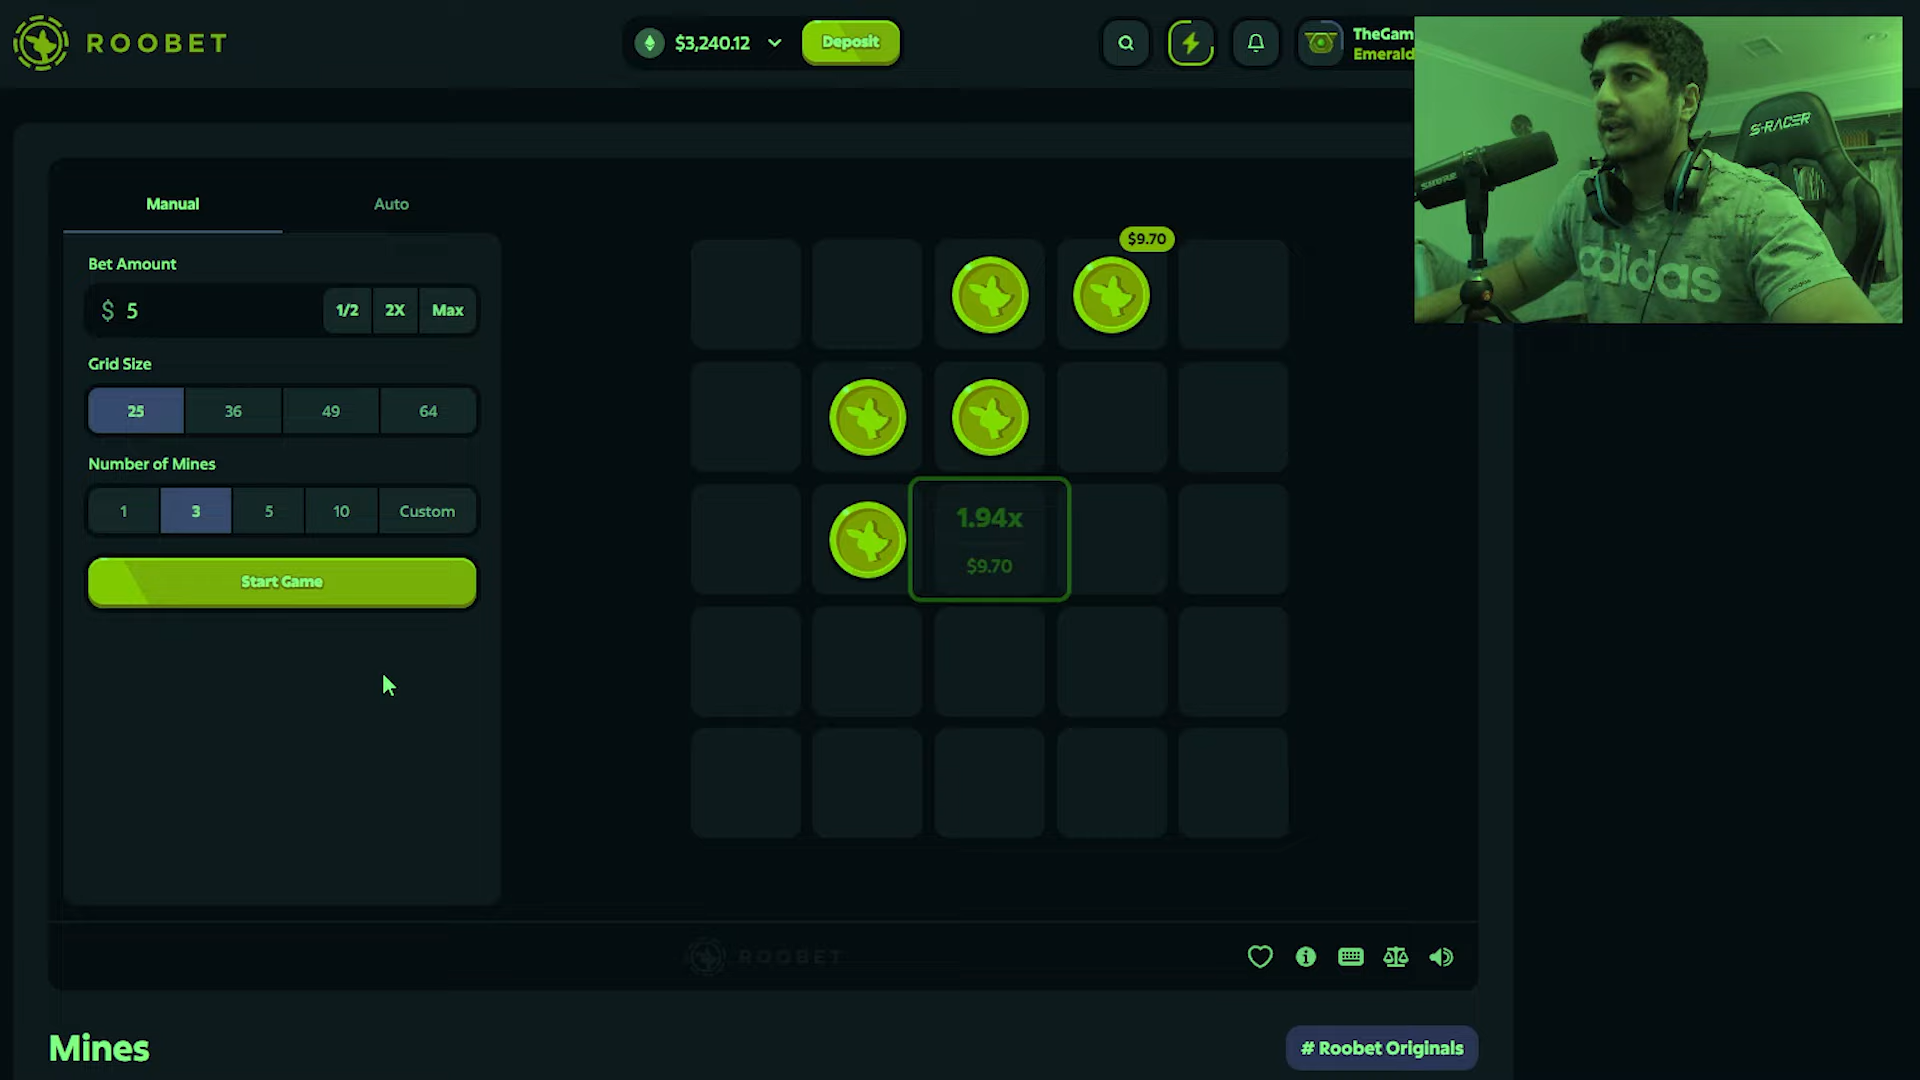 ROOBET
$3,240.12
Deposit
TheGam
Emerald
S-RACER
SHURE
adidas
Manual
Auto
Bet Amount
$ 5
1/2
2X
Max
Grid Size
25
36
49
64
Number of Mines
1
3
5
10
Custom
Start Game
$9.70
1.94x
$9.70
ROOBET
Mines
# Roobet Originals